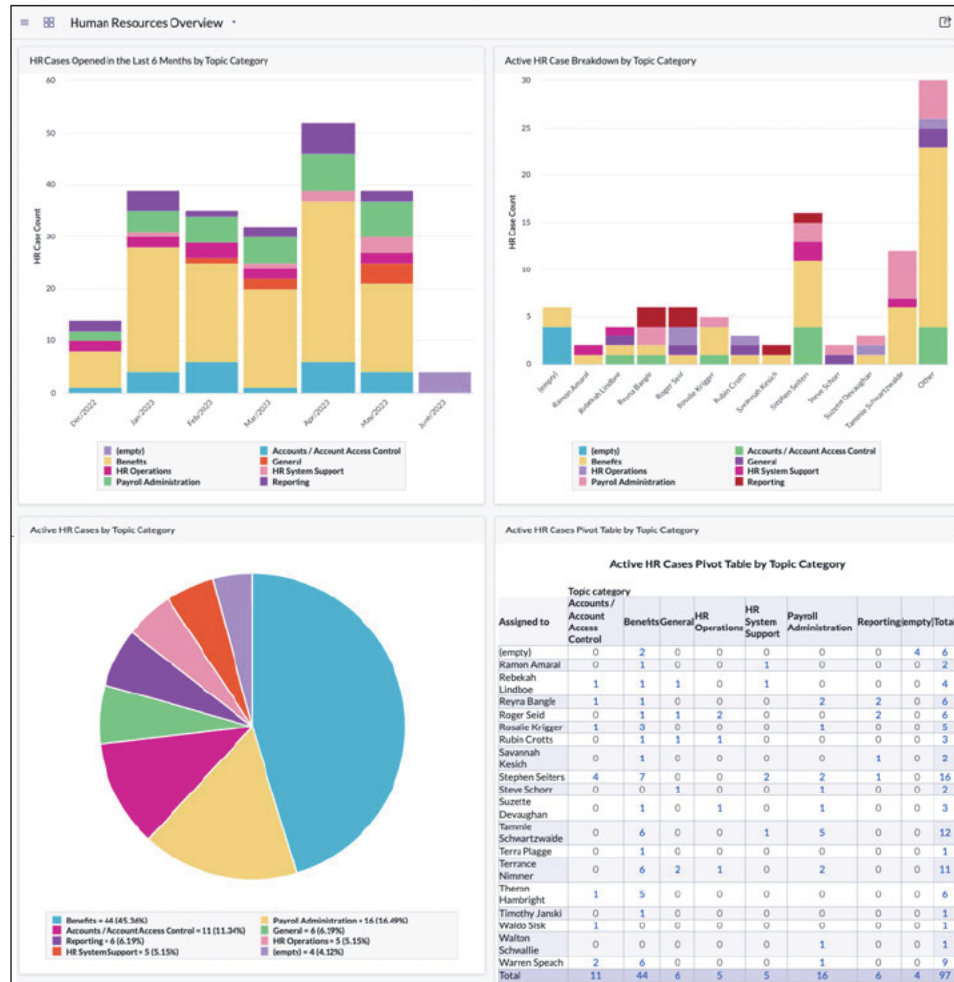 Human Resources Overview
HR Cases Opened in the Last 6 Months by Topic Category
60
50
40
30
20
10
0
HR Case Count
Dec/2022
Jan/2023
Feb/2023
Mar/2023
Apr/2023
May/2023
June/2023
(empty) Accounts / Account Access Control
Benefits General
HR Operations HR System Support
Payroll Administration Reporting
Active HR Case Breakdown by Topic Category
30
25
20
15
10
5
0
HR Case Count
(empty)
Ramon Amaral
Rebekah Lindboe
Reyna Bangle
Roger Seid
Rosalie Krigger
Rubin Crotts
Savannah Kesich
Stephen Seiters
Steve Schorr
Suzette Devaughan
Tammie Schwartzwalde
Other
(empty) Accounts / Account Access Control
Benefits General
HR Operations HR System Support
Payroll Administration Reporting
Active HR Cases by Topic Category
Benefits = 44 (45.36%) Payroll Administration = 16 (16.49%)
Accounts / Account Access Control = 11 (11.34%) General = 6 (6.19%)
Reporting = 6 (6.19%) HR Operations = 5 (5.15%)
HR System Support = 5 (5.15%) (empty) = 4 (4.12%)
Active HR Cases Pivot Table by Topic Category
Active HR Cases Pivot Table by Topic Category
Topic category
Assigned to Accounts / Account Access Control Benefits General HR Operations HR System Support Payroll Administration Reporting (empty) Total
(empty) 0 2 0 0 0 0 0 4 6
Ramon Amaral 0 1 0 0 1 0 0 0 2
Rebekah Lindboe 1 1 1 0 1 0 0 0 4
Reyna Bangle 1 1 0 0 0 2 2 0 6
Roger Seid 0 1 1 2 0 0 2 0 6
Rosalie Krigger 1 3 0 0 0 1 0 0 5
Rubin Crotts 0 1 1 1 0 0 0 0 3
Savannah Kesich 0 1 0 0 0 0 1 0 2
Stephen Seiters 4 7 0 0 2 2 1 0 16
Steve Schorr 0 0 1 0 0 1 0 0 2
Suzette Devaughan 0 1 0 1 0 1 0 0 3
Tammie Schwartzwalde 0 6 0 0 1 5 0 0 12
Terra Plagge 0 1 0 0 0 0 0 0 1
Terrance Nimner 0 6 2 1 0 2 0 0 11
Theron Hambright 1 5 0 0 0 0 0 0 6
Timothy Janski 0 1 0 0 0 0 0 0 1
Waldo Sisk 1 0 0 0 0 0 0 0 1
Walton Schwallie 0 0 0 0 0 1 0 0 1
Warren Speach 2 6 0 0 0 1 0 0 9
Total 11 44 6 5 5 16 6 4 97